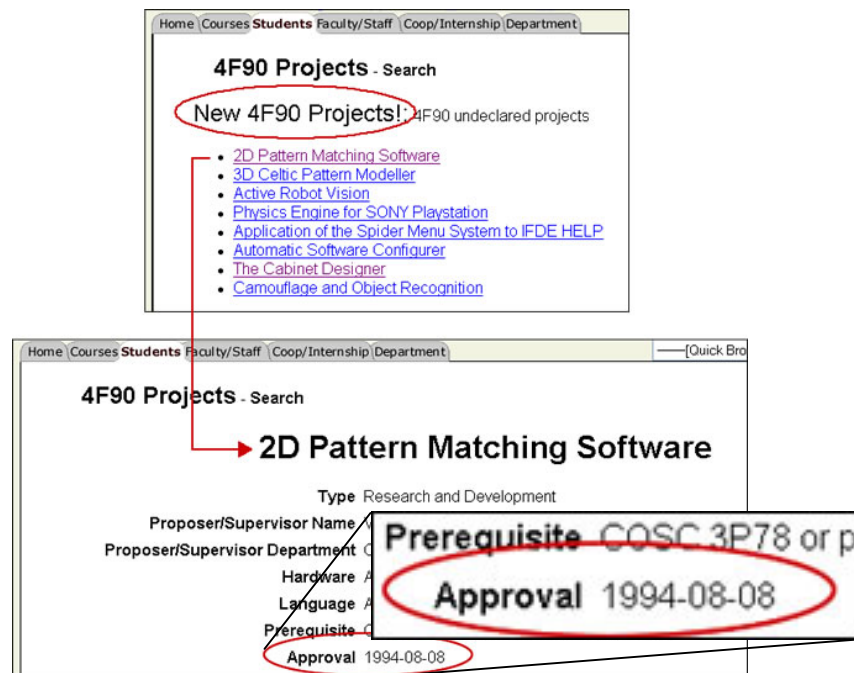 Home Courses Students Faculty/Staff Coop/Internship Department
4F90 Projects - Search
New 4F90 Projects!: 4F90 undeclared projects
2D Pattern Matching Software
3D Celtic Pattern Modeller
Active Robot Vision
Physics Engine for SONY Playstation
Application of the Spider Menu System to IFDE HELP
Automatic Software Configurer
The Cabinet Designer
Camouflage and Object Recognition
Home Courses Students Faculty/Staff Coop/Internship Department
[Quick Bro
4F90 Projects - Search
2D Pattern Matching Software
Type Research and Development
Proposer/Supervisor Name
Proposer/Supervisor Department
Hardware
Language
Prerequisite
Approval 1994-08-08
Prerequisite COSC 3P78 or p
Approval 1994-08-08